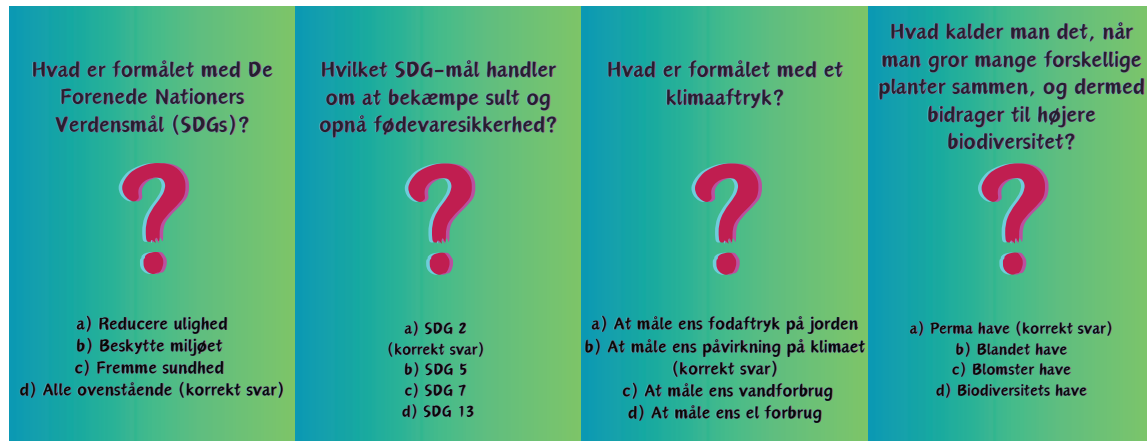 Hvad er formålet med De
Forenede Nationers
Verdensmål (SDGs)?
?
a) Reducere ulighed
b) Beskytte miljøet
c) Fremme sundhed
d) Alle ovenstående (korrekt svar)
Hvilket SDG-mål handler
om at bekæmpe sult og
opnå fødevaresikkerhed?
?
a) SDG 2
(korrekt svar)
b) SDG 5
c) SDG 7
d) SDG 13
Hvad er formålet med et
klimaaftryk?
?
a) At måle ens fodaftryk på jorden
b) At måle ens påvirkning på klimaet
(korrekt svar)
c) At måle ens vandforbrug
d) At måle ens el forbrug
Hvad kalder man det, når
man gror mange forskellige
planter sammen, og dermed
bidrager til højere
biodiversitet?
?
a) Perma have (korrekt svar)
b) Blandet have
c) Blomster have
d) Biodiversitets have